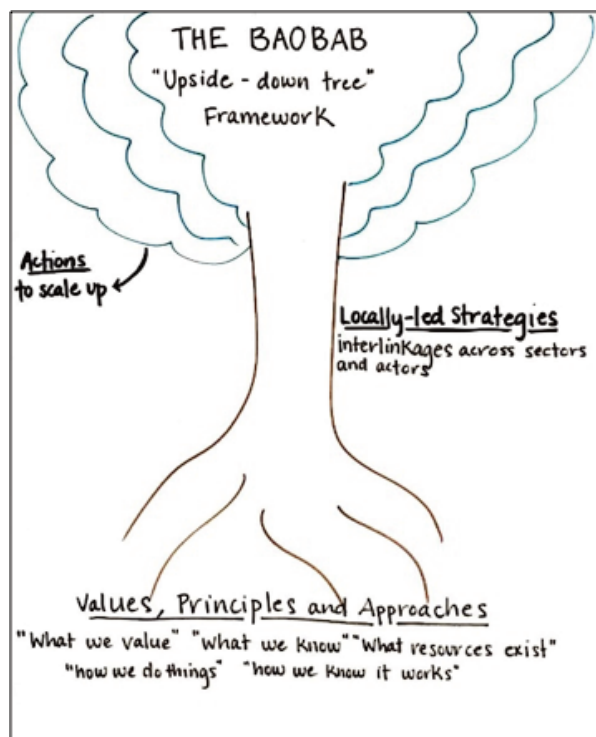 THE BAOBAB
"Upside - down tree"
Framework
Actions
to scale up
Locally-led Strategies
interlinkages across sectors
and actors
Values, Principles and Approaches
"What we value" "what we know" "What resources exist"
"how we do things" "how we know it works"